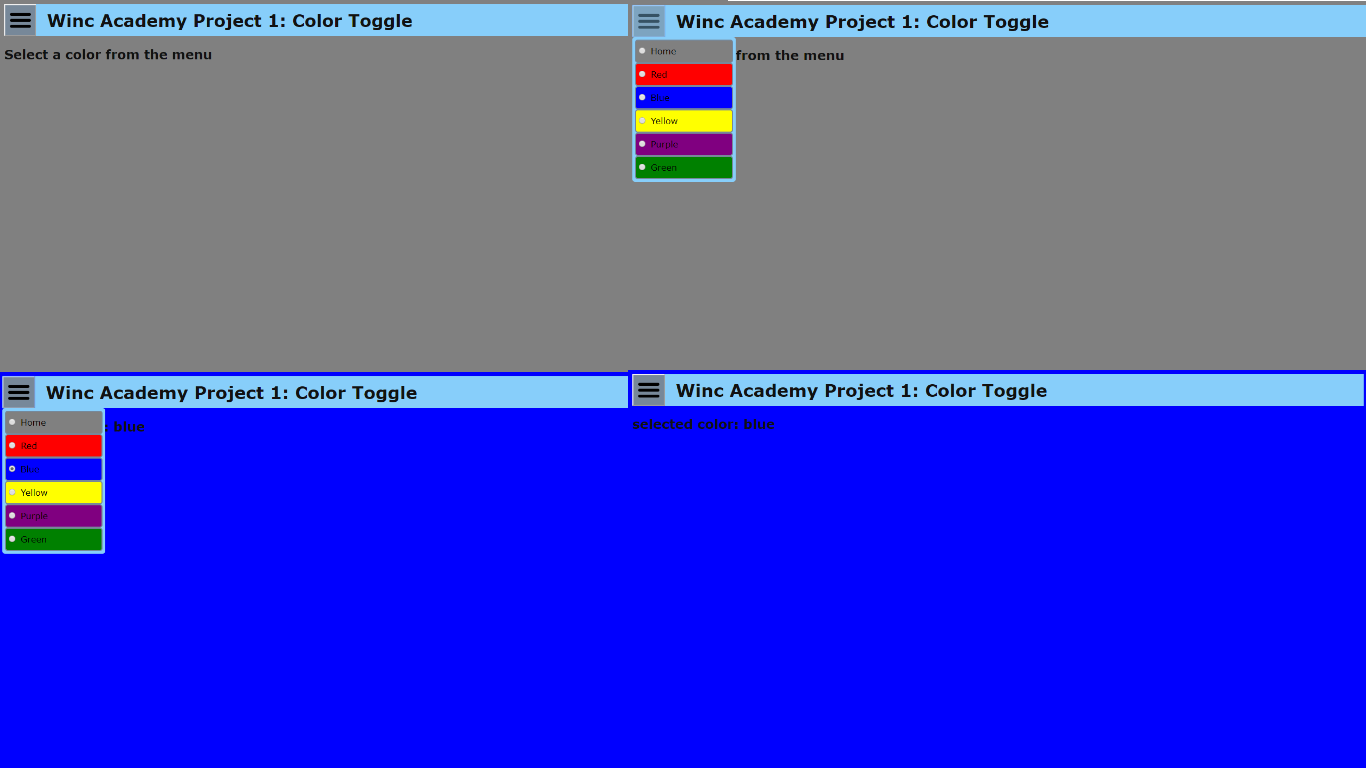 Winc Academy Project 1: Color Toggle
Select a color from the menu
Winc Academy Project 1: Color Toggle
from the menu
Home
Red
Blue
Yellow
Purple
Green
Winc Academy Project 1: Color Toggle
: blue
Home
Red
Blue
Yellow
Purple
Green
Winc Academy Project 1: Color Toggle
selected color: blue